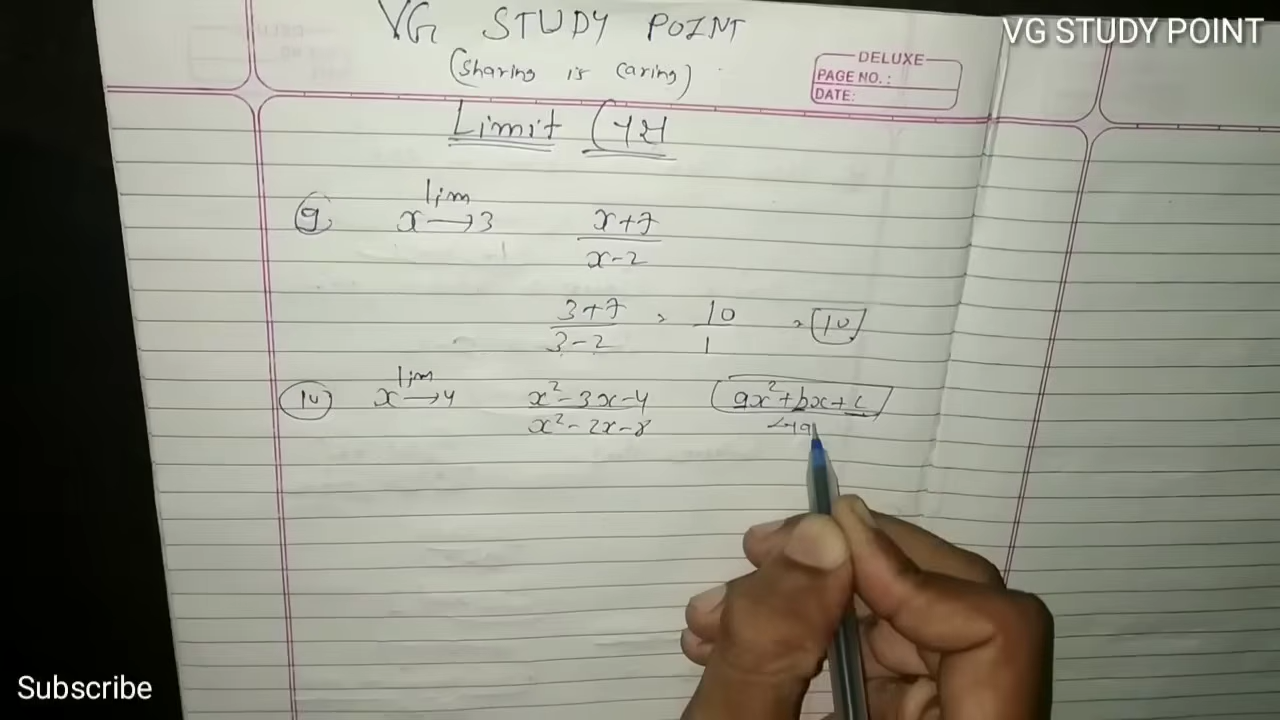 VG STUDY POINT
VG STUDY POINT
(sharing is caring)
DELUXE
PAGE NO.:
DATE:
Limit
9 lim x→3 x+7 / x-2
3+7 / 3-2 = 10 / 1 = 10
10 lim x→4 x²-3x-4 / x²-2x-8 ax²+bx+c
Subscribe